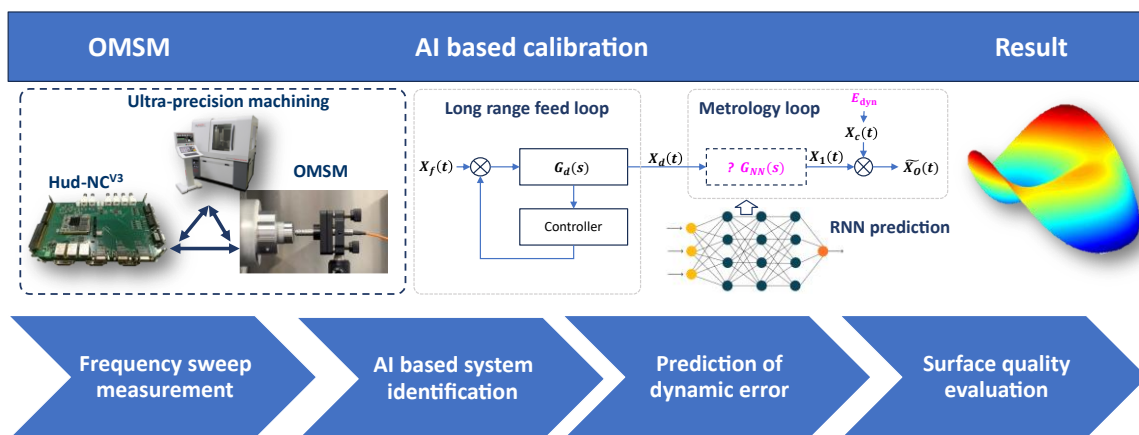 OMSM
AI based calibration
Result
Ultra-precision machining
Hud-NC^V3
OMSM
Long range feed loop
X_f(t)
G_d(s)
Controller
X_d(t)
Metrology loop
E_dyn
X_c(t)
? G_NN(s)
X_1(t)
X̃_O(t)
RNN prediction
Frequency sweep
measurement
AI based system
identification
Prediction of
dynamic error
Surface quality
evaluation